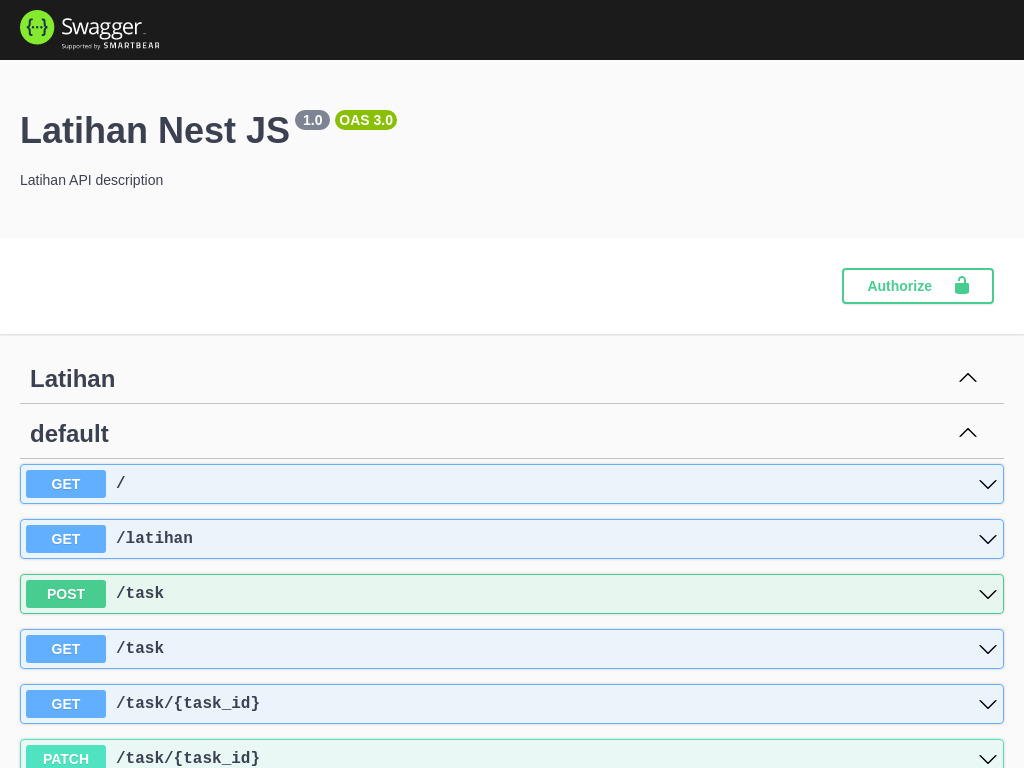 Swagger
Supported by SMARTBEAR
Latihan Nest JS 1.0 OAS 3.0
Latihan API description
Authorize
Latihan
default
GET /
GET /latihan
POST /task
GET /task
GET /task/{task_id}
PATCH /task/{task_id}